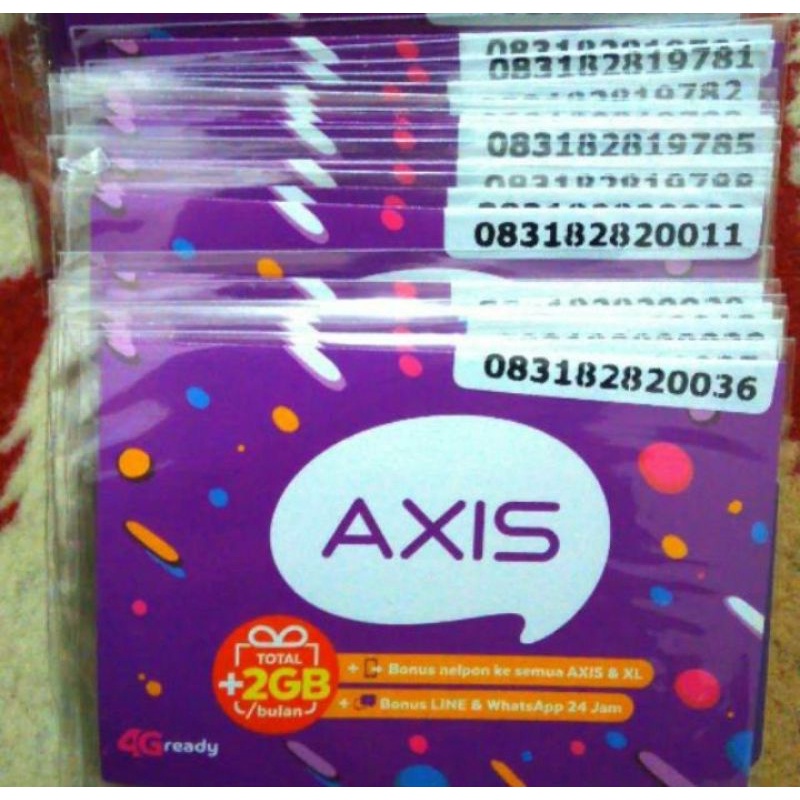 083182819781
083182819785
083182820011
083182820036
AXIS
TOTAL
+2GB
/bulan
+ Bonus nelpon ke semua AXIS & XL
+ Bonus LINE & WhatsApp 24 Jam
4G ready